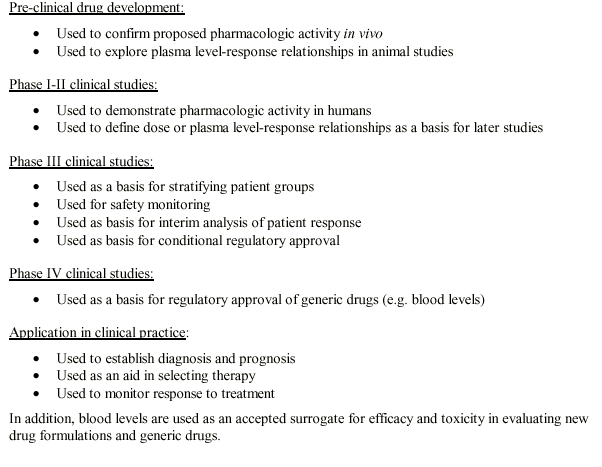 Pre-clinical drug development:
• Used to confirm proposed pharmacologic activity in vivo
• Used to explore plasma level-response relationships in animal studies
Phase I-II clinical studies:
• Used to demonstrate pharmacologic activity in humans
• Used to define dose or plasma level-response relationships as a basis for later studies
Phase III clinical studies:
• Used as a basis for stratifying patient groups
• Used for safety monitoring
• Used as basis for interim analysis of patient response
• Used as basis for conditional regulatory approval
Phase IV clinical studies:
• Used as a basis for regulatory approval of generic drugs (e.g. blood levels)
Application in clinical practice:
• Used to establish diagnosis and prognosis
• Used as an aid in selecting therapy
• Used to monitor response to treatment
In addition, blood levels are used as an accepted surrogate for efficacy and toxicity in evaluating new
drug formulations and generic drugs.